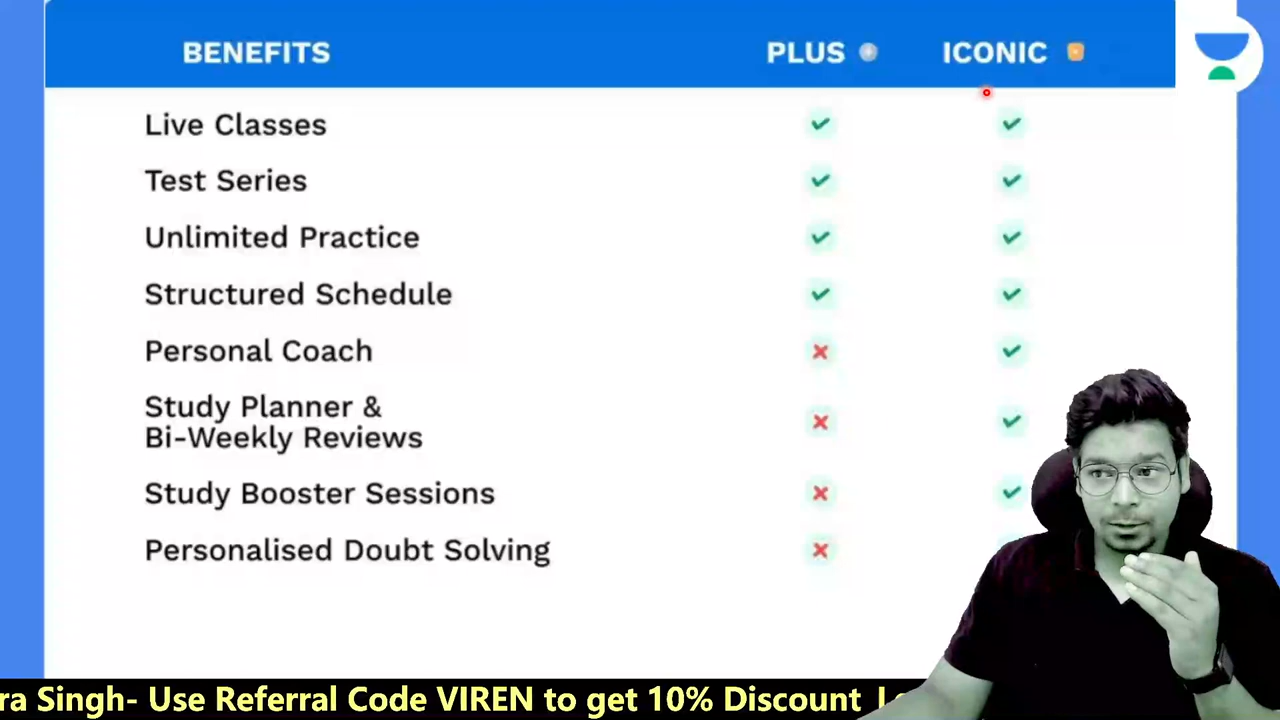 BENEFITS PLUS ICONIC
Live Classes
Test Series
Unlimited Practice
Structured Schedule
Personal Coach
Study Planner &
Bi-Weekly Reviews
Study Booster Sessions
Personalised Doubt Solving
ra Singh- Use Referral Code VIREN to get 10% Discount